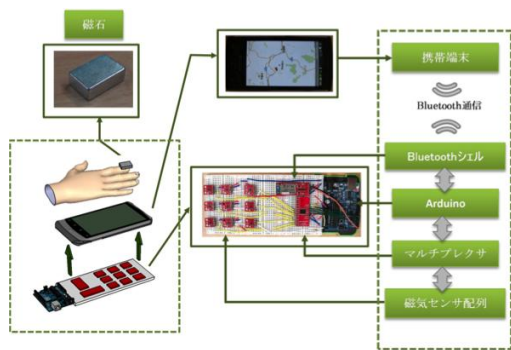 磁石
携帯端末
Bluetooth通信
Bluetoothシェル
Arduino
マルチプレクサ
磁気センサ配列